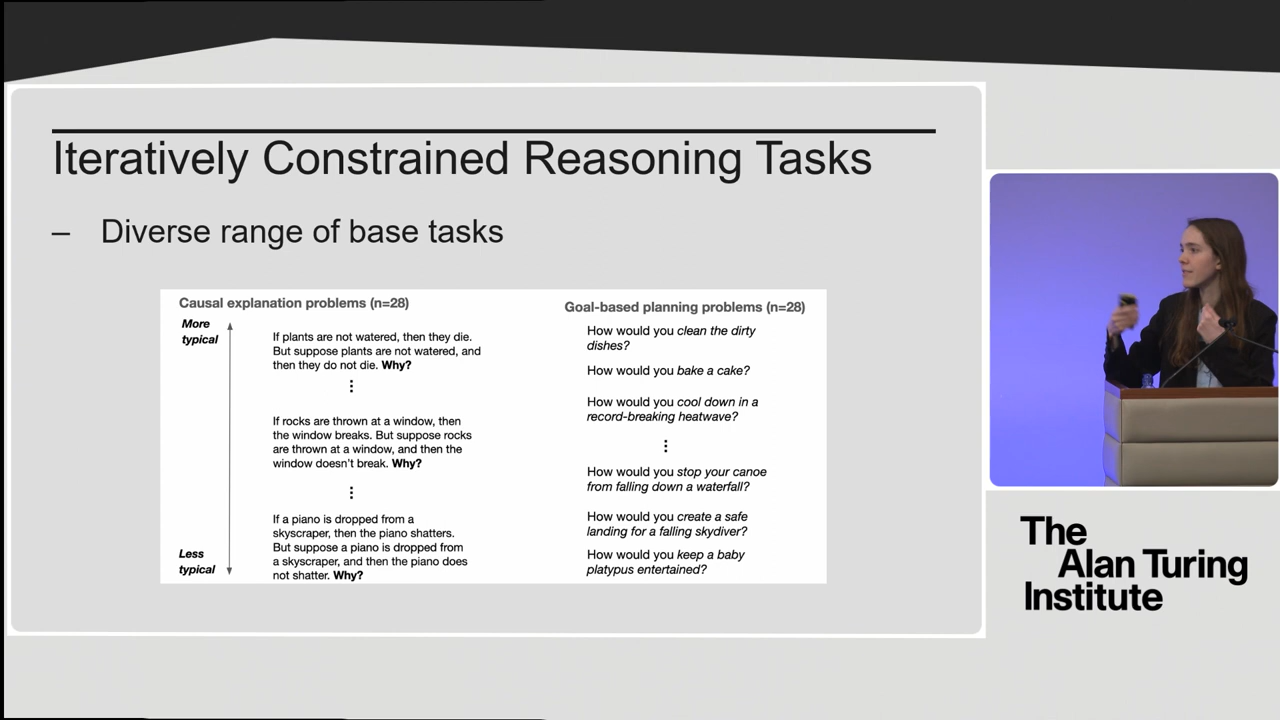 Iteratively Constrained Reasoning Tasks
– Diverse range of base tasks
Causal explanation problems (n=28)
More
typical
If plants are not watered, then they die.
But suppose plants are not watered, and
then they do not die. Why?
⋮
If rocks are thrown at a window, then
the window breaks. But suppose rocks
are thrown at a window, and then the
window doesn't break. Why?
⋮
If a piano is dropped from a
skyscraper, then the piano shatters.
But suppose a piano is dropped from
a skyscraper, and then the piano does
not shatter. Why?
Less
typical
Goal-based planning problems (n=28)
How would you clean the dirty
dishes?
How would you bake a cake?
How would you cool down in a
record-breaking heatwave?
⋮
How would you stop your canoe
from falling down a waterfall?
How would you create a safe
landing for a falling skydiver?
How would you keep a baby
platypus entertained?
The
Alan Turing
Institute